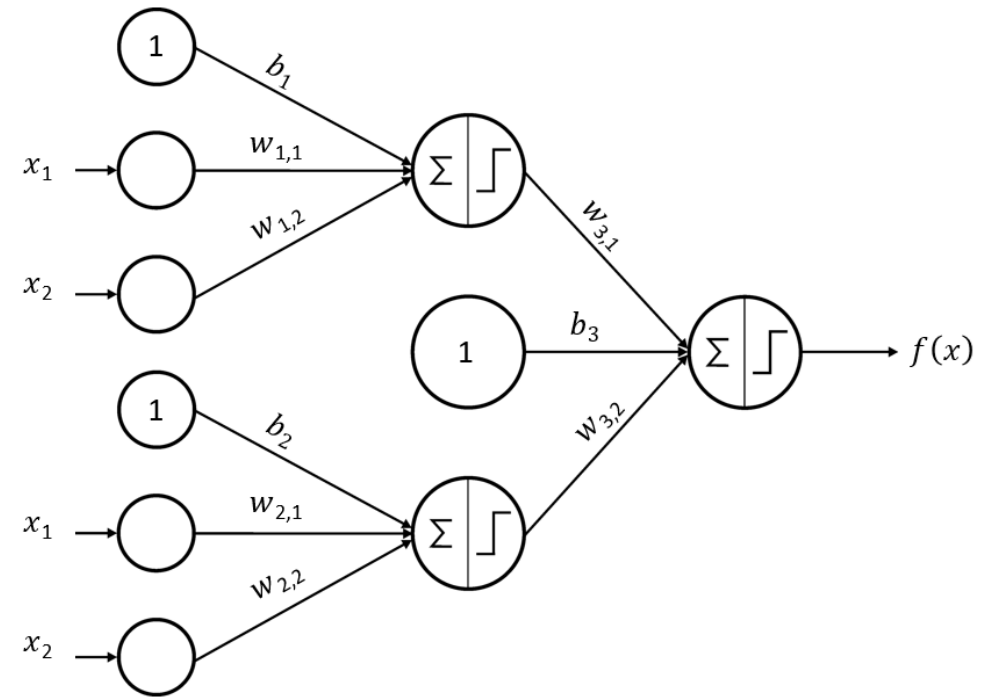 1
b₁
x₁
w₁,₁
Σ
x₂
w₁,₂
w₃,₁
1
b₃
Σ
f(x)
1
b₂
w₃,₂
x₁
w₂,₁
Σ
x₂
w₂,₂